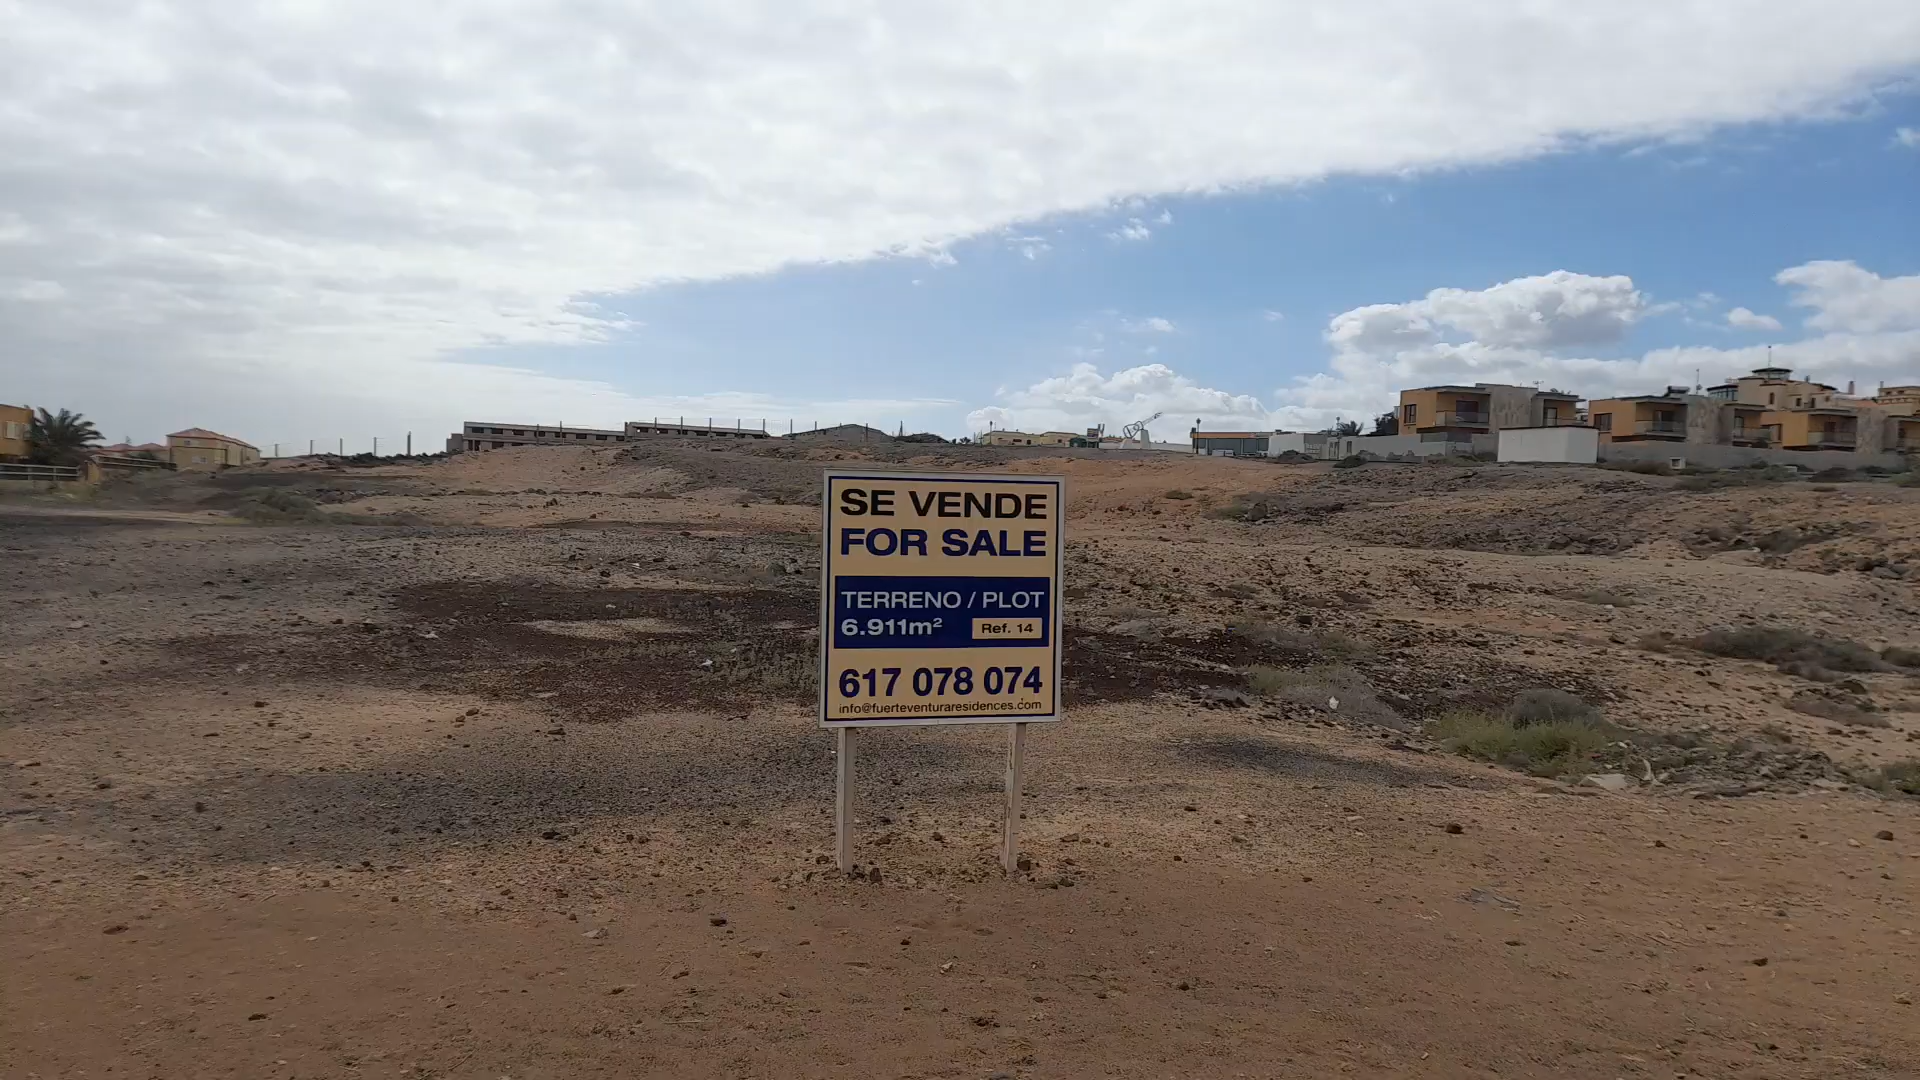 SE VENDE
FOR SALE
TERRENO / PLOT
6.911m²
Ref. 14
617 078 074
info@fuerteventuraresidences.com